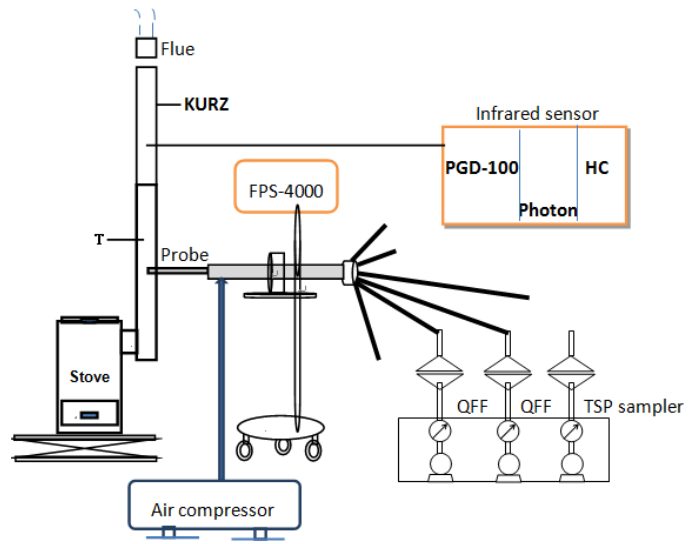 Flue
KURZ
Infrared sensor
PGD-100
HC
Photon
FPS-4000
T
Probe
Stove
QFF
QFF
TSP sampler
Air compressor